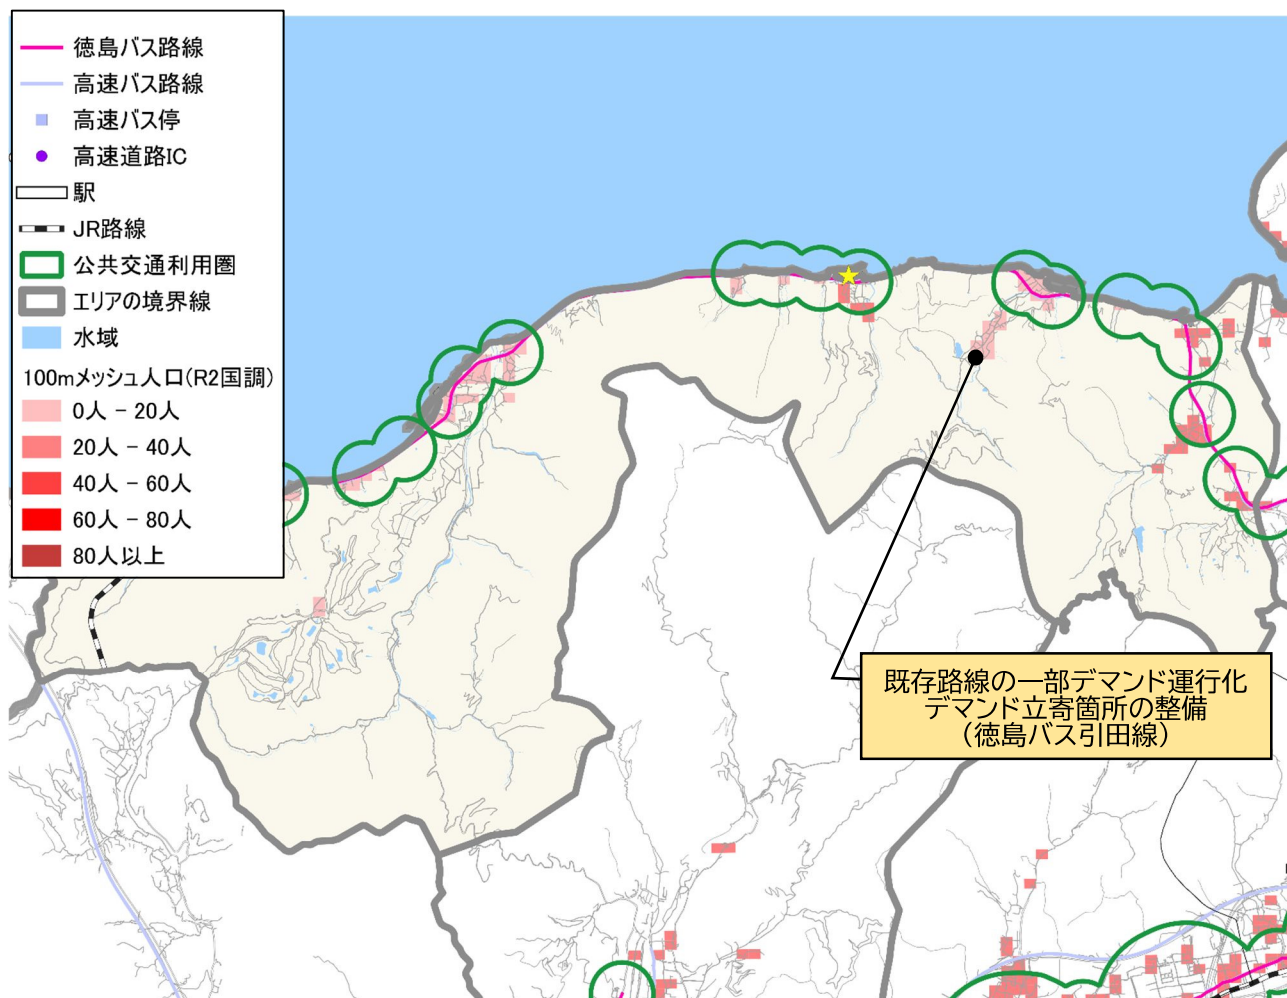 徳島バス路線
高速バス路線
高速バス停
高速道路IC
駅
JR路線
公共交通利用圏
エリアの境界線
水域
100mメッシュ人口(R2国調)
0人 - 20人
20人 - 40人
40人 - 60人
60人 - 80人
80人以上
既存路線の一部デマンド運行化
デマンド立寄箇所の整備
（徳島バス引田線）